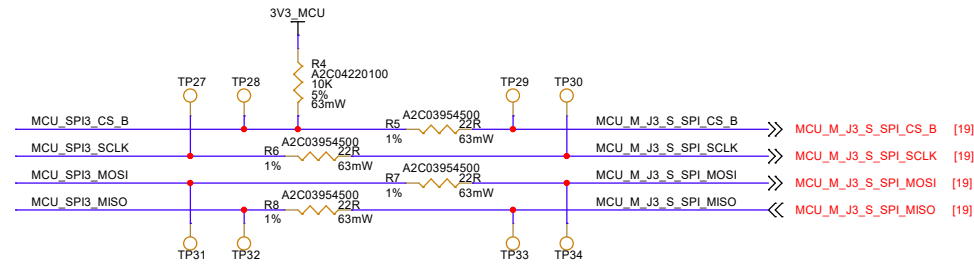 3V3_MCU
R4
A2C04220100
10K
5%
63mW
TP27 TP28 TP29 TP30
A2C03954500
MCU_SPI3_CS_B R5 22R MCU_M_J3_S_SPI_CS_B MCU_M_J3_S_SPI_CS_B [19]
1% 63mW
A2C03954500
MCU_SPI3_SCLK R6 22R MCU_M_J3_S_SPI_SCLK MCU_M_J3_S_SPI_SCLK [19]
1% 63mW
A2C03954500
MCU_SPI3_MOSI R7 22R MCU_M_J3_S_SPI_MOSI MCU_M_J3_S_SPI_MOSI [19]
1% 63mW
A2C03954500
MCU_SPI3_MISO R8 22R MCU_M_J3_S_SPI_MISO MCU_M_J3_S_SPI_MISO [19]
1% 63mW
TP31 TP32 TP33 TP34